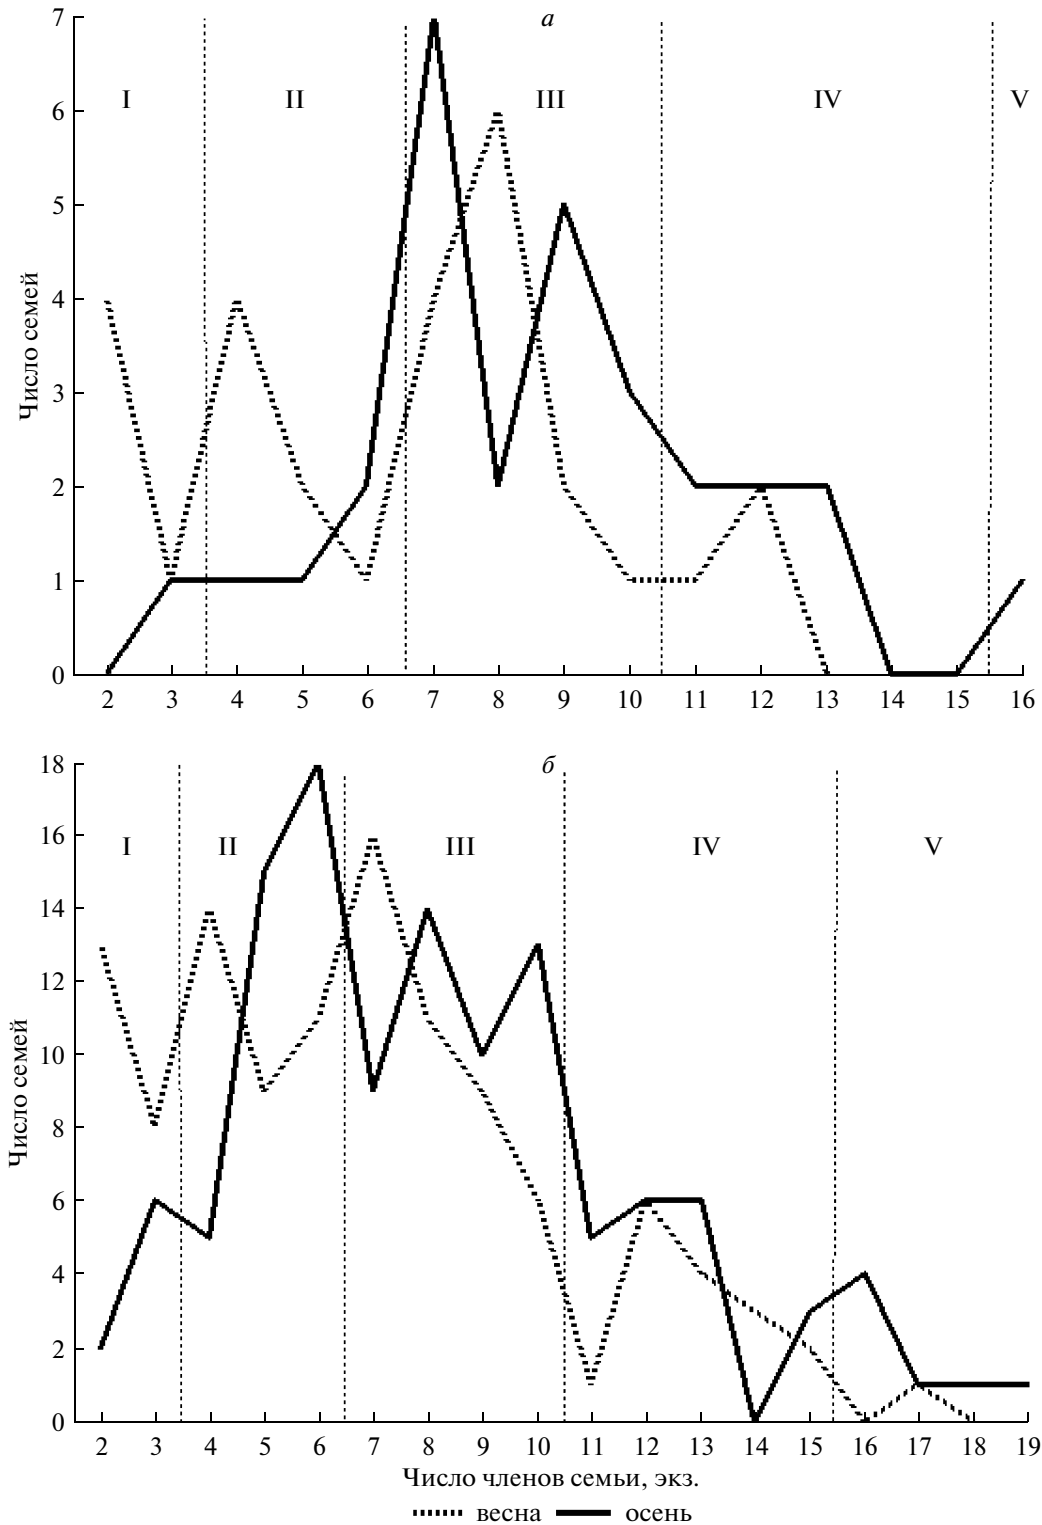 а
7
6
5
4
3
2
1
0
Число семей
I II III IV V
2 3 4 5 6 7 8 9 10 11 12 13 14 15 16
б
18
16
14
12
10
8
6
4
2
0
Число семей
I II III IV V
2 3 4 5 6 7 8 9 10 11 12 13 14 15 16 17 18 19
Число членов семьи, экз.
весна осень